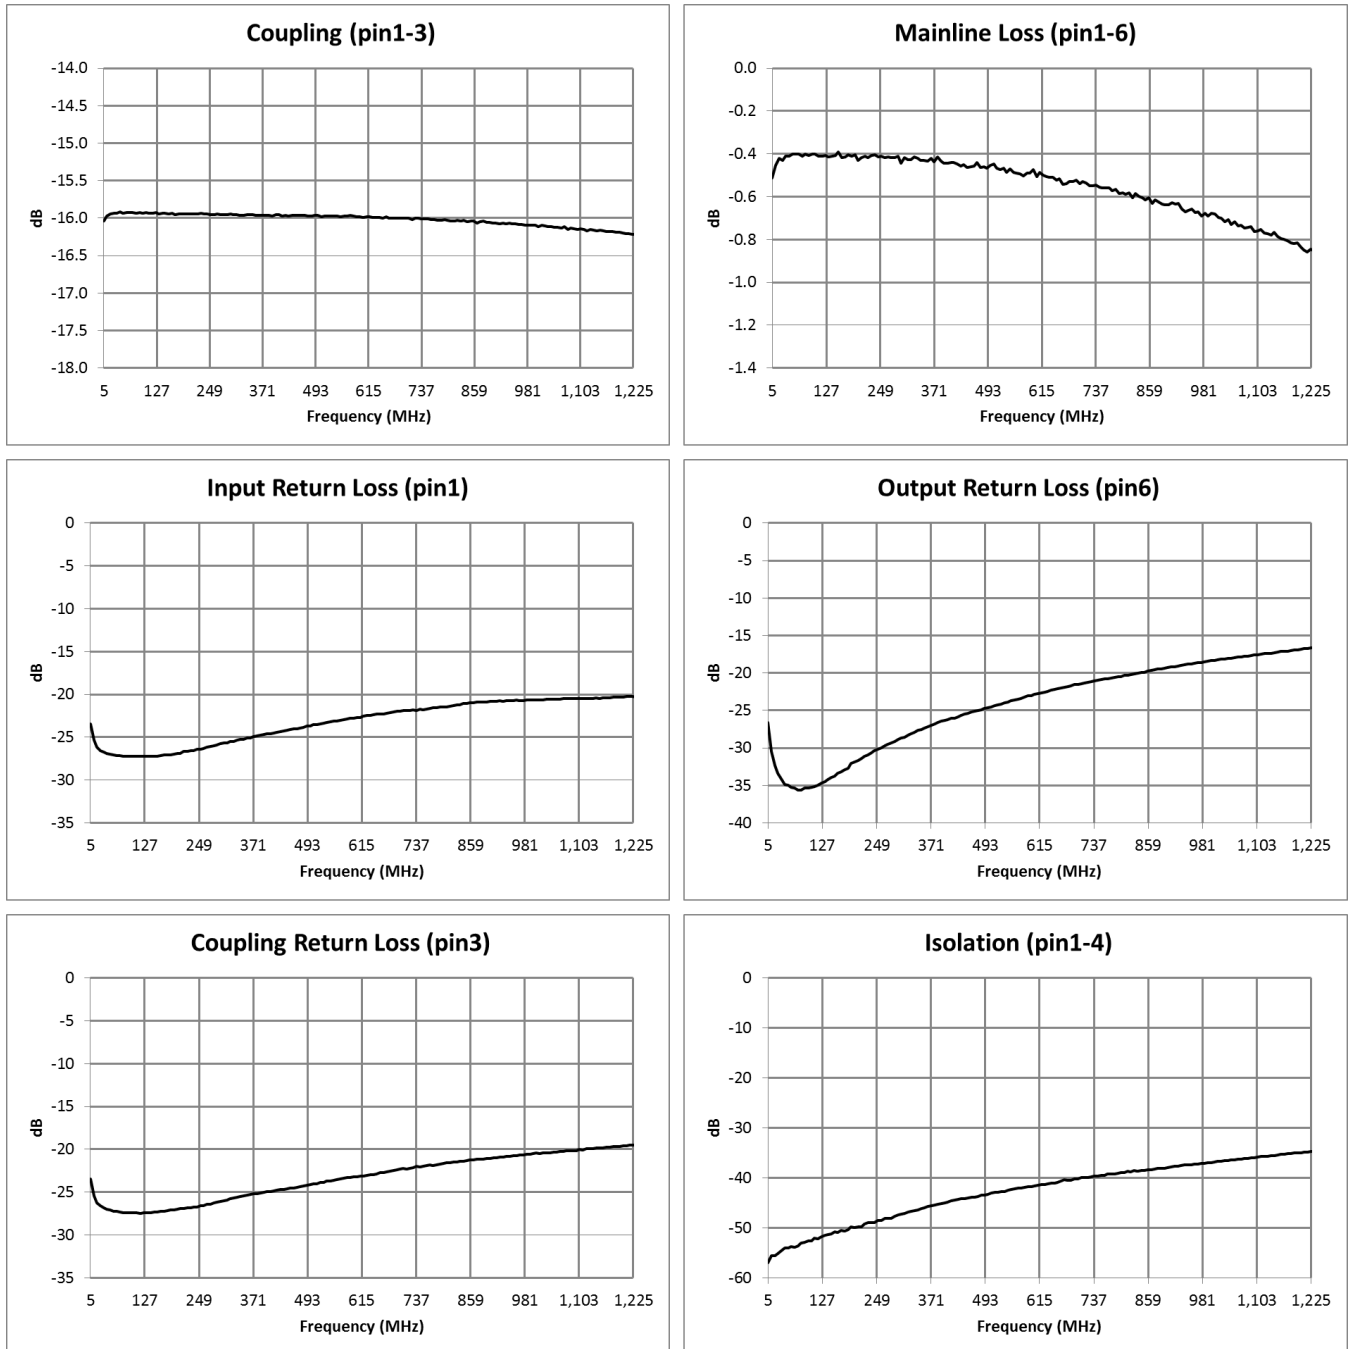 Coupling (pin1-3)
-14.0
-14.5
-15.0
-15.5
-16.0
-16.5
-17.0
-17.5
-18.0
dB
5 127 249 371 493 615 737 859 981 1,103 1,225
Frequency (MHz)
Mainline Loss (pin1-6)
0.0
-0.2
-0.4
-0.6
-0.8
-1.0
-1.2
-1.4
dB
5 127 249 371 493 615 737 859 981 1,103 1,225
Frequency (MHz)
Input Return Loss (pin1)
0
-5
-10
-15
-20
-25
-30
-35
dB
5 127 249 371 493 615 737 859 981 1,103 1,225
Frequency (MHz)
Output Return Loss (pin6)
0
-5
-10
-15
-20
-25
-30
-35
-40
dB
5 127 249 371 493 615 737 859 981 1,103 1,225
Frequency (MHz)
Coupling Return Loss (pin3)
0
-5
-10
-15
-20
-25
-30
-35
dB
5 127 249 371 493 615 737 859 981 1,103 1,225
Frequency (MHz)
Isolation (pin1-4)
0
-10
-20
-30
-40
-50
-60
dB
5 127 249 371 493 615 737 859 981 1,103 1,225
Frequency (MHz)